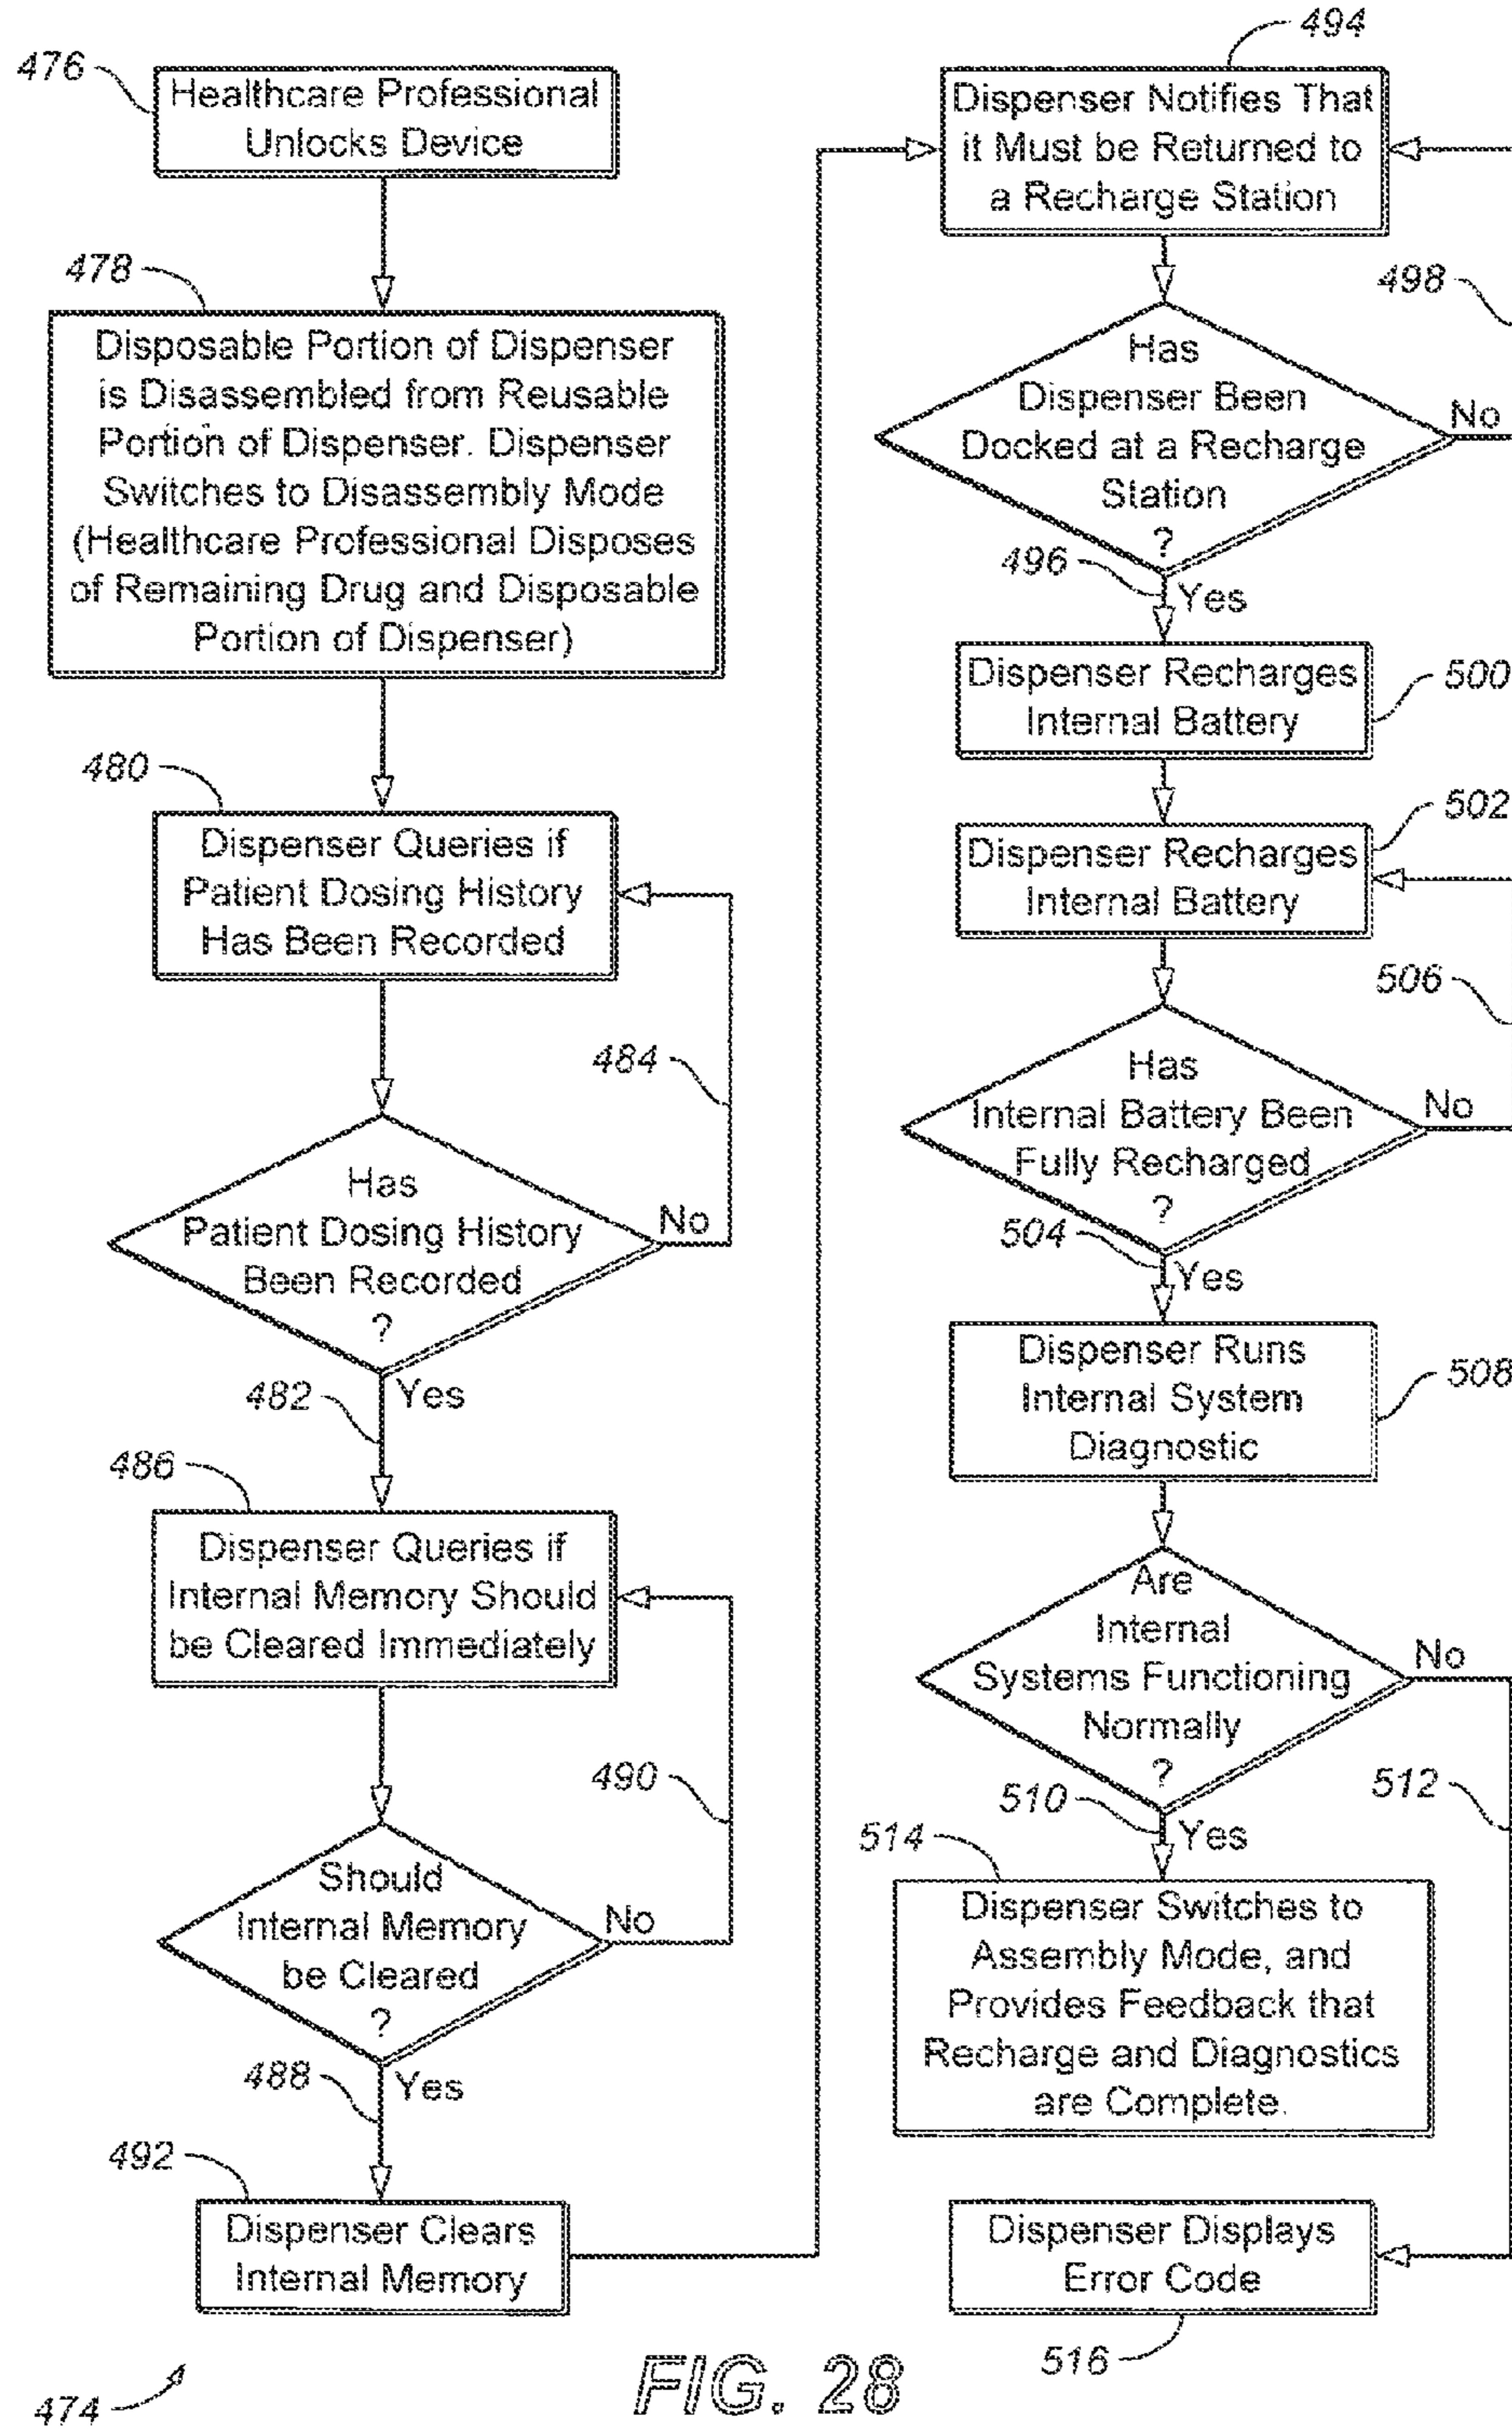 476
Healthcare Professional
Unlocks Device
478
Disposable Portion of Dispenser
is Disassembled from Reusable
Portion of Dispenser. Dispenser
Switches to Disassembly Mode
(Healthcare Professional Disposes
of Remaining Drug and Disposable
Portion of Dispenser)
480
Dispenser Queries if
Patient Dosing History
Has Been Recorded
484
Has
Patient Dosing History
Been Recorded
?
No
482
Yes
486
Dispenser Queries if
Internal Memory Should
be Cleared Immediately
490
Should
Internal Memory
be Cleared
?
No
488
Yes
492
Dispenser Clears
Internal Memory
494
Dispenser Notifies That
it Must be Returned to
a Recharge Station
498
Has
Dispenser Been
Docked at a Recharge
Station
?
No
496
Yes
Dispenser Recharges
Internal Battery
500
502
Dispenser Recharges
Internal Battery
506
Has
Internal Battery Been
Fully Recharged
?
No
504
Yes
Dispenser Runs
Internal System
Diagnostic
508
Are
Internal
Systems Functioning
Normally
?
No
512
510
Yes
514
Dispenser Switches to
Assembly Mode, and
Provides Feedback that
Recharge and Diagnostics
are Complete.
Dispenser Displays
Error Code
516
474
FIG. 28